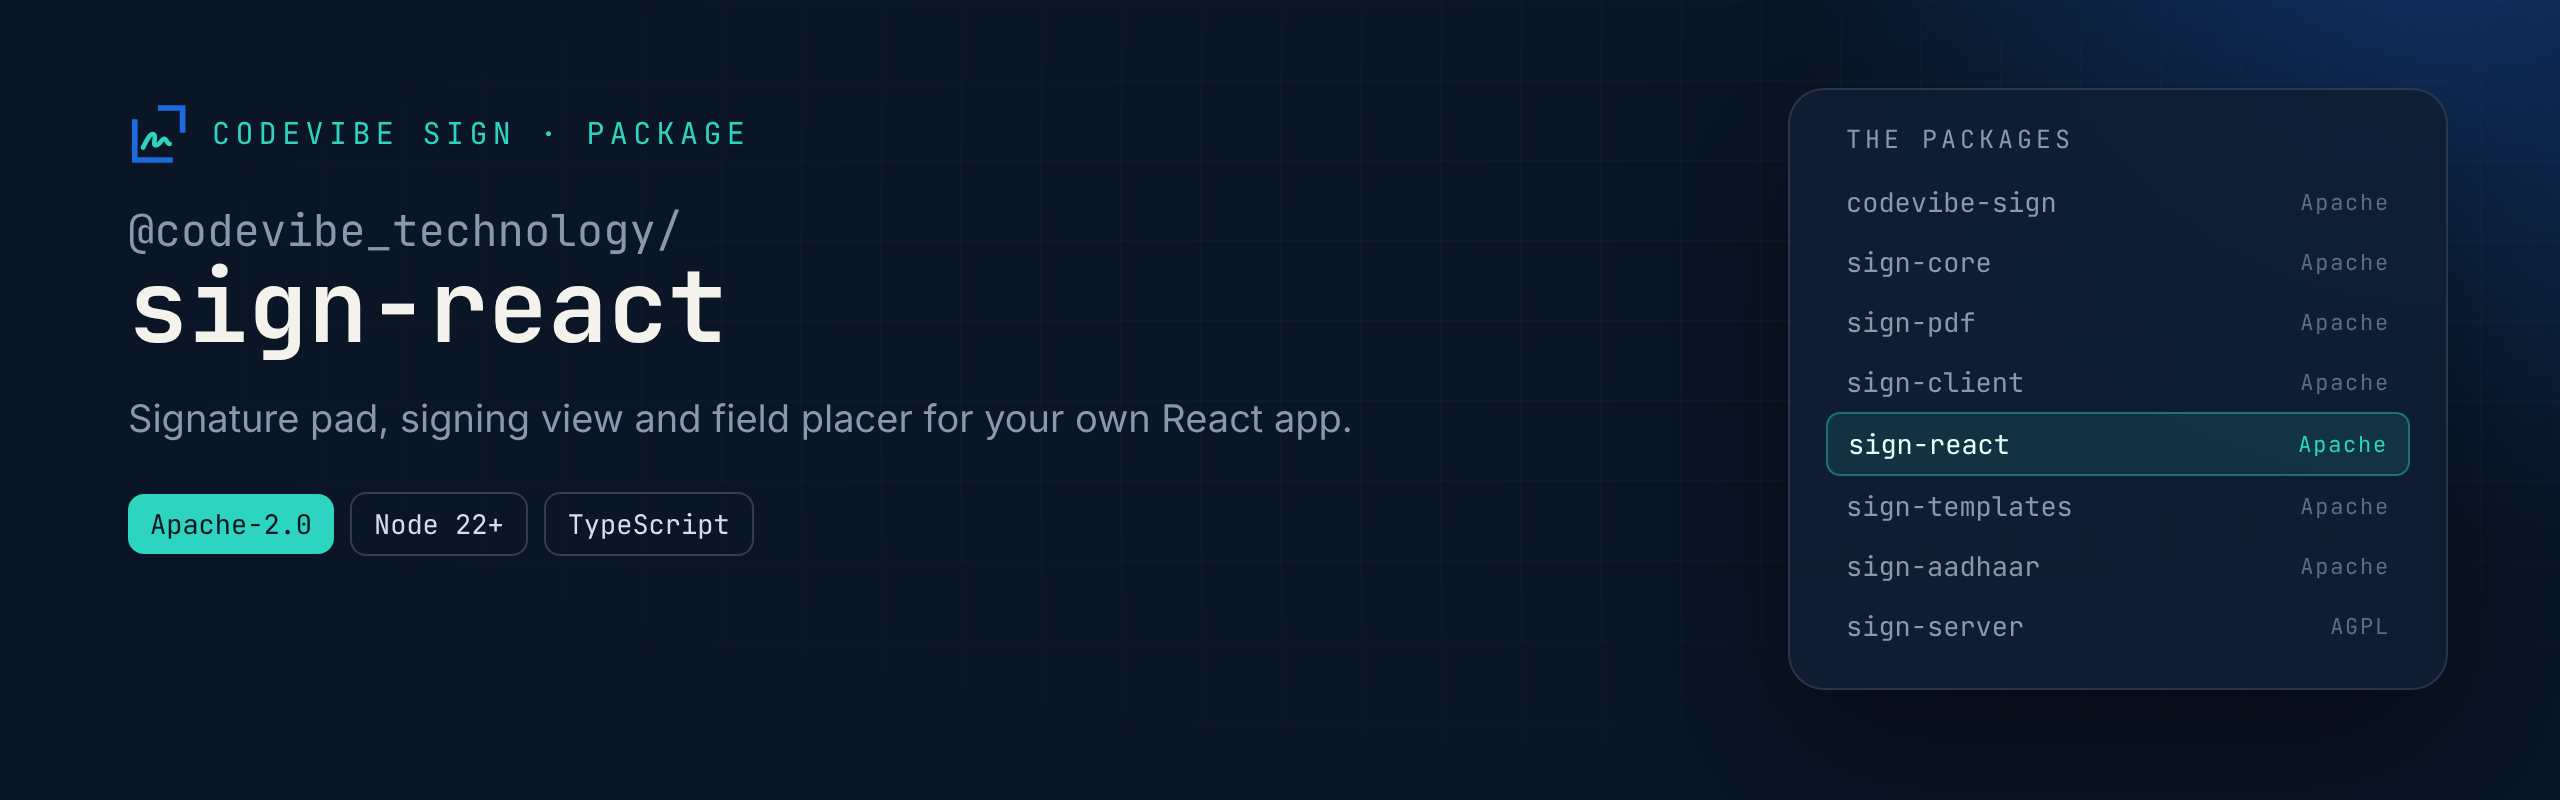 CODEVIBE SIGN · PACKAGE
@codevibe_technology/
sign-react
Signature pad, signing view and field placer for your own React app.
Apache-2.0 Node 22+ TypeScript
THE PACKAGES
codevibe-sign Apache
sign-core Apache
sign-pdf Apache
sign-client Apache
sign-react Apache
sign-templates Apache
sign-aadhaar Apache
sign-server AGPL